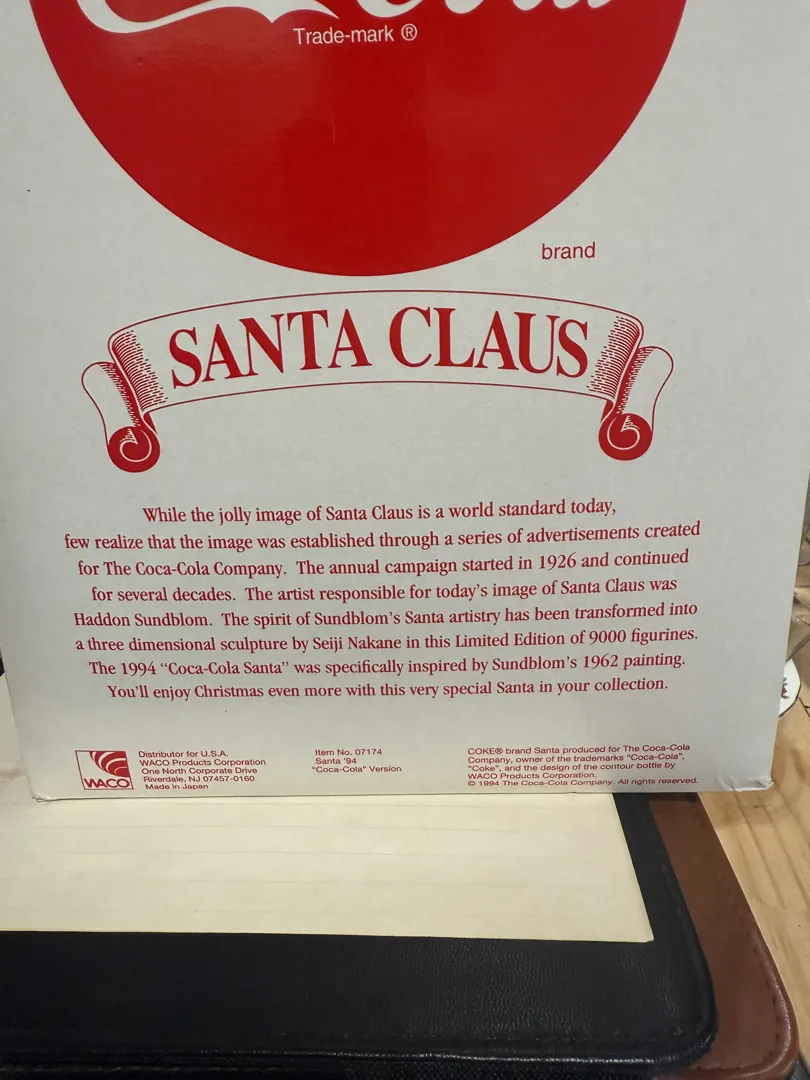 Trade-mark ®
brand
SANTA CLAUS
While the jolly image of Santa Claus is a world standard today,
few realize that the image was established through a series of advertisements created
for The Coca-Cola Company. The annual campaign started in 1926 and continued
for several decades. The artist responsible for today's image of Santa Claus was
Haddon Sundblom. The spirit of Sundblom's Santa artistry has been transformed into
a three dimensional sculpture by Seiji Nakane in this Limited Edition of 9000 figurines.
The 1994 “Coca-Cola Santa” was specifically inspired by Sundblom's 1962 painting.
You'll enjoy Christmas even more with this very special Santa in your collection.
WACO
Distributor for U.S.A.
WACO Products Corporation
One North Corporate Drive
Riverdale, NJ 07457-0160
Made in Japan
Item No. 07174
Santa '94
"Coca-Cola" Version
COKE® brand Santa produced for The Coca-Cola
Company, owner of the trademarks "Coca-Cola",
"Coke", and the design of the contour bottle by
WACO Products Corporation.
© 1994 The Coca-Cola Company. All rights reserved.